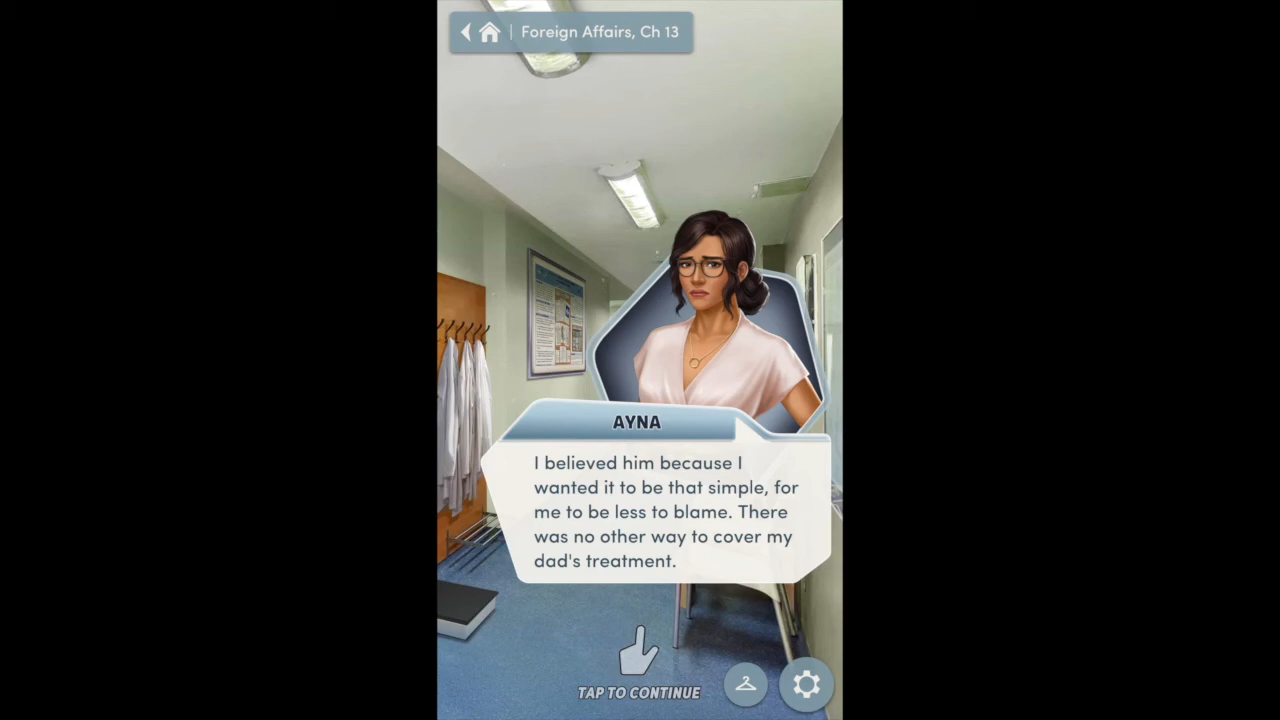 Foreign Affairs, Ch 13
AYNA
I believed him because I
wanted it to be that simple, for
me to be less to blame. There
was no other way to cover my
dad's treatment.
TAP TO CONTINUE